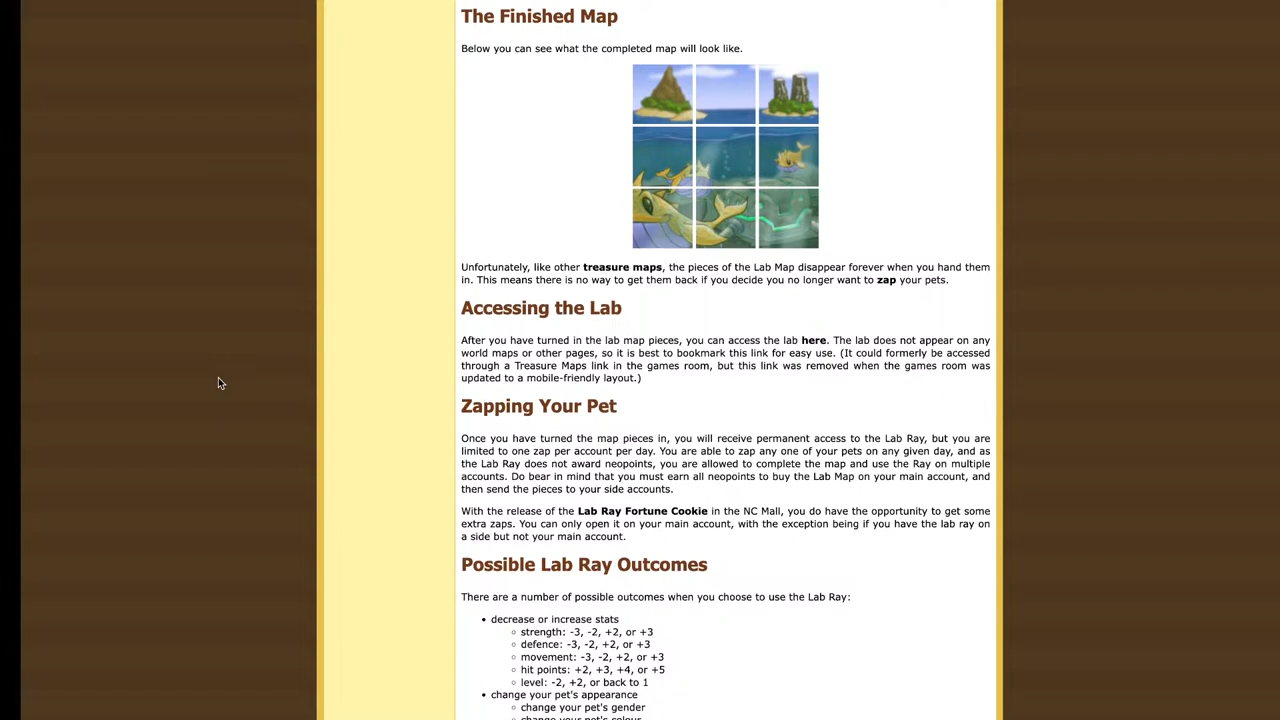 The Finished Map
Below you can see what the completed map will look like.
Unfortunately, like other treasure maps, the pieces of the Lab Map disappear forever when you hand them
in. This means there is no way to get them back if you decide you no longer want to zap your pets.
Accessing the Lab
After you have turned in the lab map pieces, you can access the lab here. The lab does not appear on any
world maps or other pages, so it is best to bookmark this link for easy use. (It could formerly be accessed
through a Treasure Maps link in the games room, but this link was removed when the games room was
updated to a mobile-friendly layout.)
Zapping Your Pet
Once you have turned the map pieces in, you will receive permanent access to the Lab Ray, but you are
limited to one zap per account per day. You are able to zap any one of your pets on any given day, and as
the Lab Ray does not award neopoints, you are allowed to complete the map and use the Ray on multiple
accounts. Do bear in mind that you must earn all neopoints to buy the Lab Map on your main account, and
then send the pieces to your side accounts.
With the release of the Lab Ray Fortune Cookie in the NC Mall, you do have the opportunity to get some
extra zaps. You can only open it on your main account, with the exception being if you have the lab ray on
a side but not your main account.
Possible Lab Ray Outcomes
There are a number of possible outcomes when you choose to use the Lab Ray:
• decrease or increase stats
◦ strength: -3, -2, +2, or +3
◦ defence: -3, -2, +2, or +3
◦ movement: -3, -2, +2, or +3
◦ hit points: +2, +3, +4, or +5
◦ level: -2, +2, or back to 1
• change your pet's appearance
◦ change your pet's gender
◦ change your pet's colour